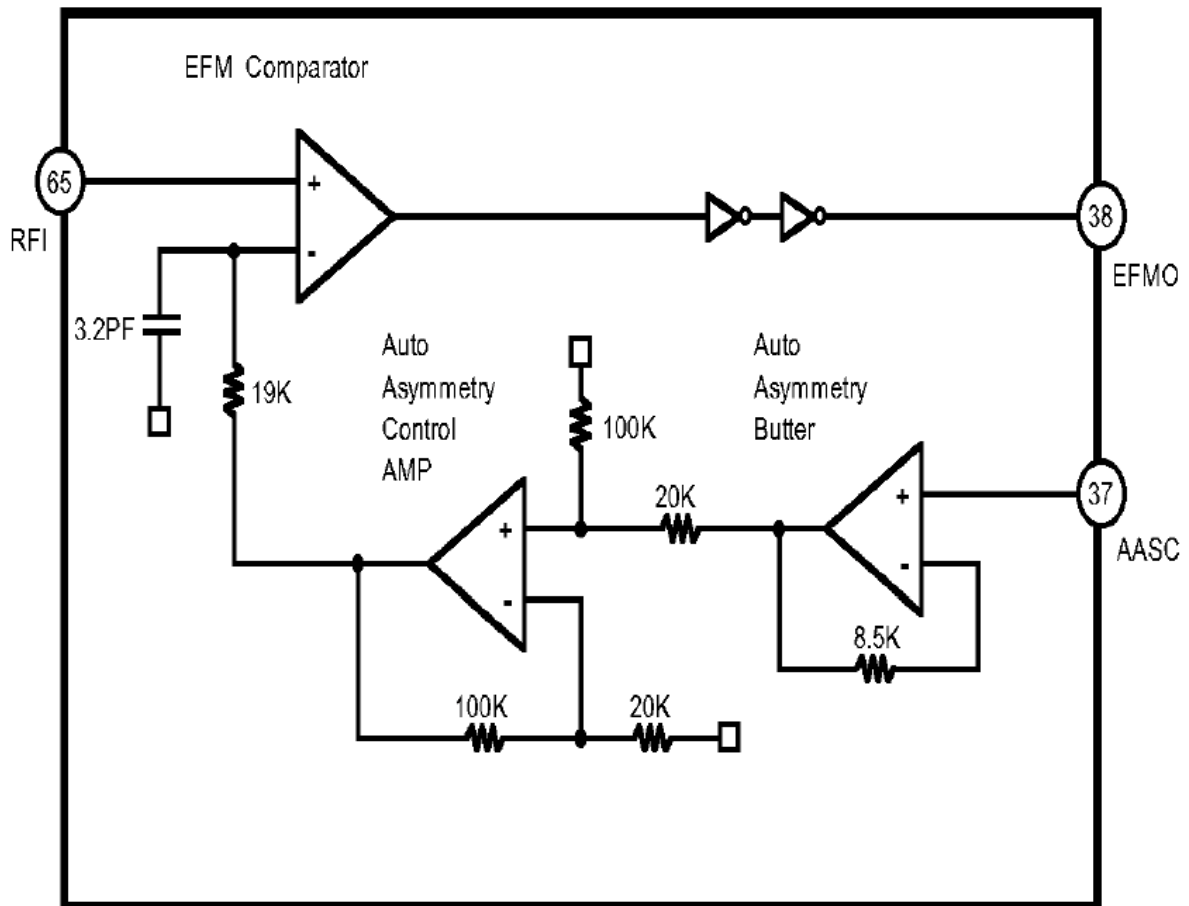 EFM Comparator
65
+
RFI
-
38
EFMO
3.2PF
19K
Auto
Asymmetry
Control
AMP
100K
Auto
Asymmetry
Butter
20K
+
-
+
-
37
AASC
8.5K
100K
20K